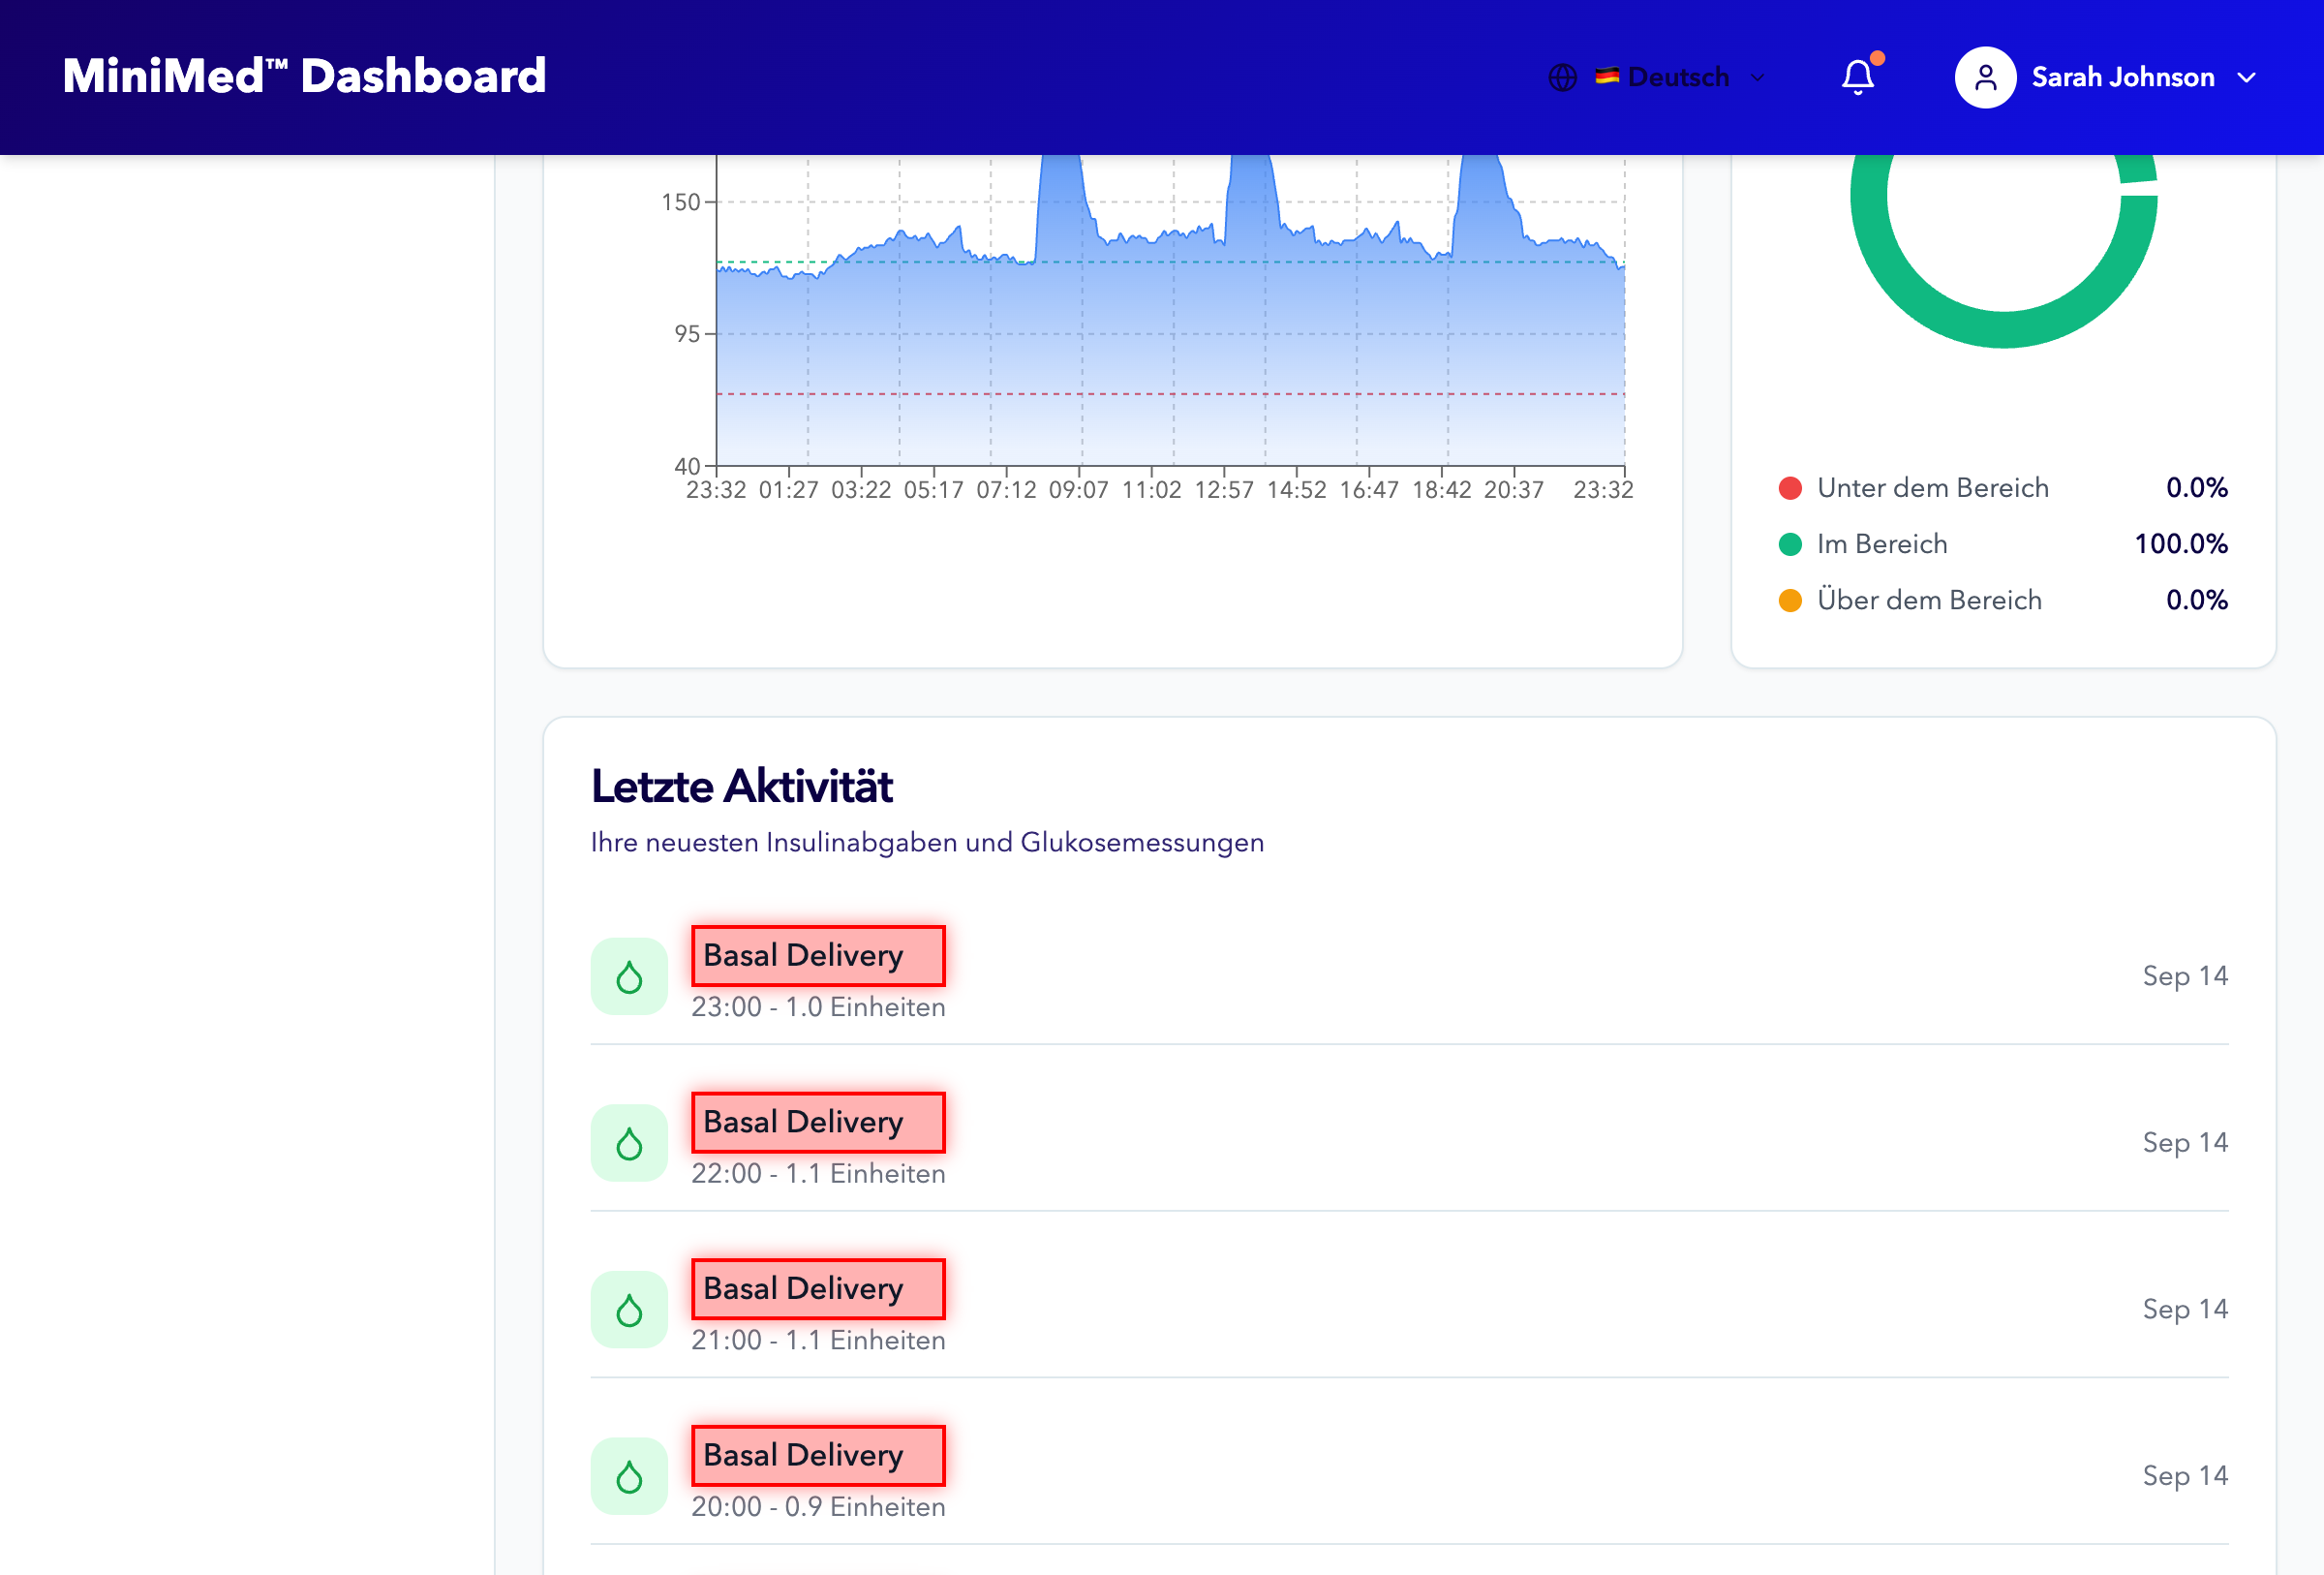 MiniMed™ Dashboard
Deutsch
Sarah Johnson
150
95
40
23:32 01:27 03:22 05:17 07:12 09:07 11:02 12:57 14:52 16:47 18:42 20:37 23:32
Unter dem Bereich 0.0%
Im Bereich 100.0%
Über dem Bereich 0.0%
Letzte Aktivität
Ihre neuesten Insulinabgaben und Glukosemessungen
Basal Delivery
23:00 - 1.0 Einheiten
Sep 14
Basal Delivery
22:00 - 1.1 Einheiten
Sep 14
Basal Delivery
21:00 - 1.1 Einheiten
Sep 14
Basal Delivery
20:00 - 0.9 Einheiten
Sep 14